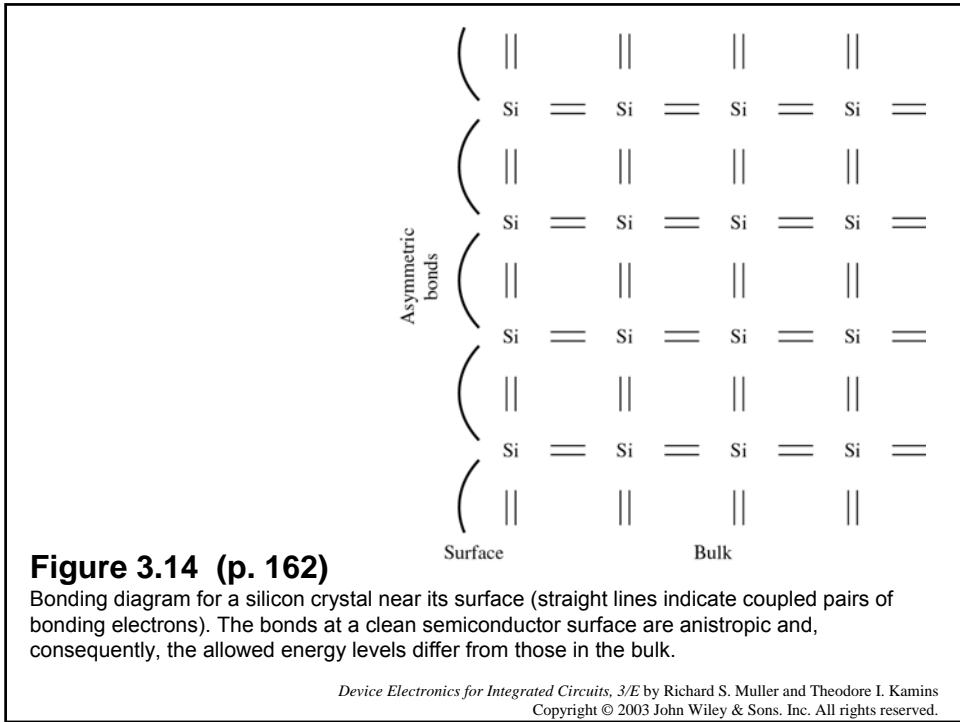 Si Si Si Si
Si Si Si Si
Asymmetric
bonds
Si Si Si Si
Si Si Si Si
Surface Bulk
Figure 3.14 (p. 162)
Bonding diagram for a silicon crystal near its surface (straight lines indicate coupled pairs of
bonding electrons). The bonds at a clean semiconductor surface are anistropic and,
consequently, the allowed energy levels differ from those in the bulk.
Device Electronics for Integrated Circuits, 3/E by Richard S. Muller and Theodore I. Kamins
Copyright © 2003 John Wiley & Sons. Inc. All rights reserved.